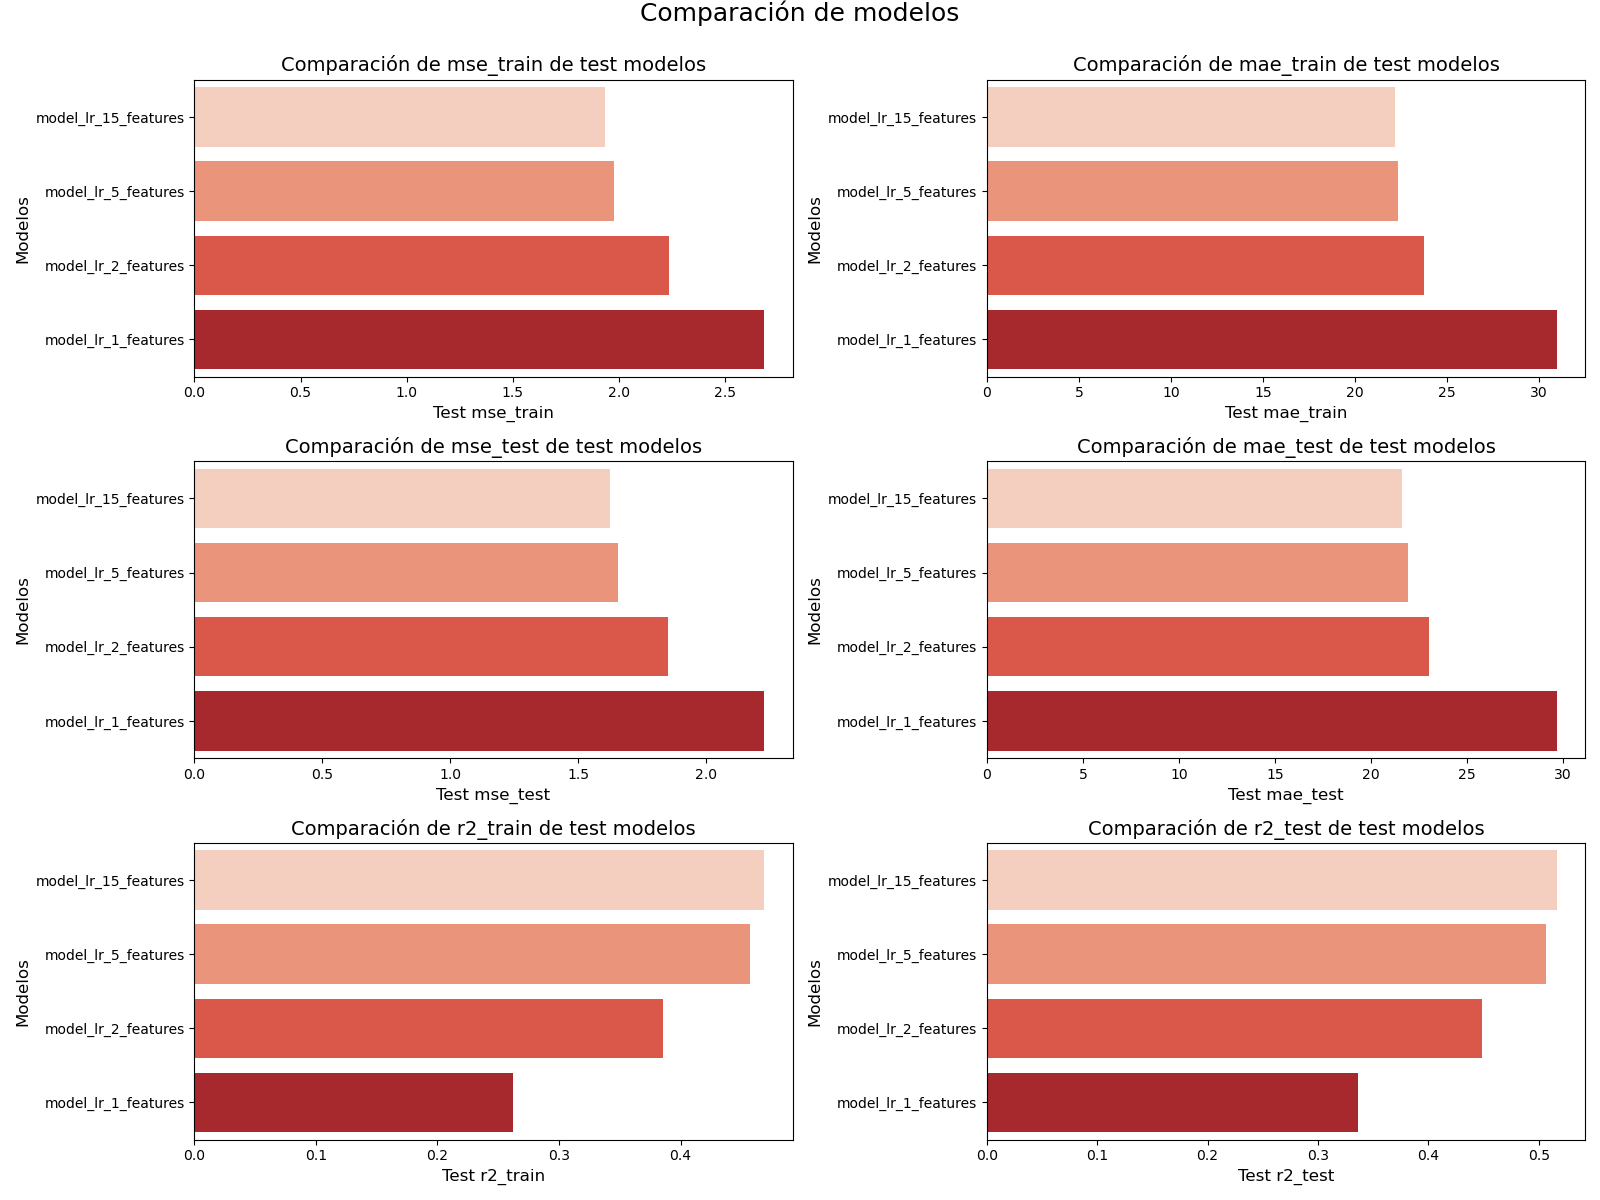 Comparación de modelos
Comparación de mse_train de test modelos
model_lr_15_features
model_lr_5_features
model_lr_2_features
model_lr_1_features
Modelos
0.0 0.5 1.0 1.5 2.0 2.5
Test mse_train
Comparación de mae_train de test modelos
model_lr_15_features
model_lr_5_features
model_lr_2_features
model_lr_1_features
Modelos
0 5 10 15 20 25 30
Test mae_train
Comparación de mse_test de test modelos
model_lr_15_features
model_lr_5_features
model_lr_2_features
model_lr_1_features
Modelos
0.0 0.5 1.0 1.5 2.0
Test mse_test
Comparación de mae_test de test modelos
model_lr_15_features
model_lr_5_features
model_lr_2_features
model_lr_1_features
Modelos
0 5 10 15 20 25 30
Test mae_test
Comparación de r2_train de test modelos
model_lr_15_features
model_lr_5_features
model_lr_2_features
model_lr_1_features
Modelos
0.0 0.1 0.2 0.3 0.4
Test r2_train
Comparación de r2_test de test modelos
model_lr_15_features
model_lr_5_features
model_lr_2_features
model_lr_1_features
Modelos
0.0 0.1 0.2 0.3 0.4 0.5
Test r2_test